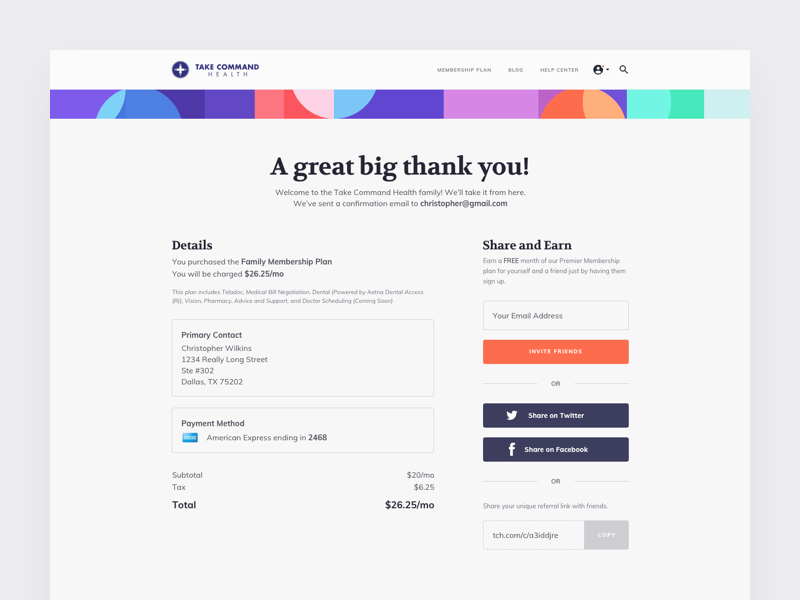 TAKE COMMAND
HEALTH
MEMBERSHIP PLAN
BLOG
HELP CENTER
A great big thank you!
Welcome to the Take Command Health family! We'll take it from here.
We've sent a confirmation email to christopher@gmail.com
Details
You purchased the Family Membership Plan
You will be charged $26.25/mo
This plan includes Teladoc, Medical Bill Negotiation, Dental (Powered by Aetna Dental Access
(R)), Vision, Pharmacy, Advice and Support, and Doctor Scheduling (Coming Soon)
Primary Contact
Christopher Wilkins
1234 Really Long Street
Ste #302
Dallas, TX 75202
Payment Method
American Express ending in 2468
Subtotal $20/mo
Tax $6.25
Total $26.25/mo
Share and Earn
Earn a FREE month of our Premier Membership
plan for yourself and a friend just by having them
sign up.
Your Email Address
INVITE FRIENDS
OR
Share on Twitter
Share on Facebook
OR
Share your unique referral link with friends.
tch.com/c/a3iddjre
COPY